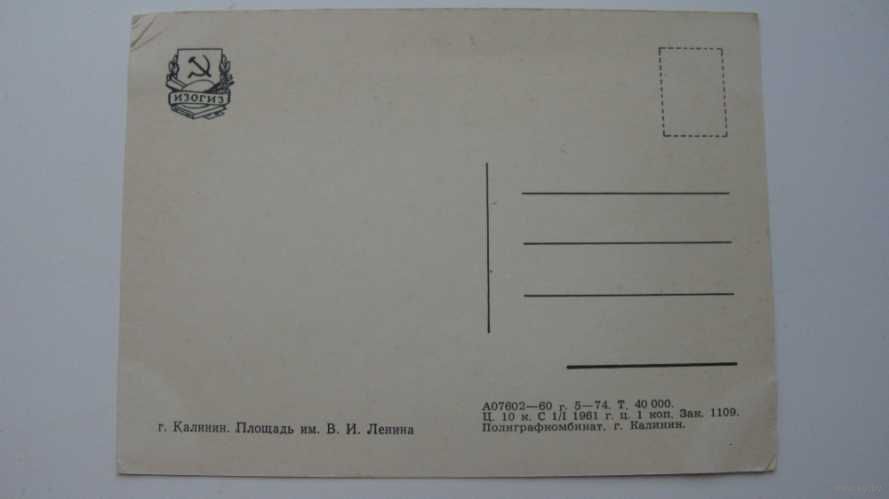 ИЗОГИЗ
г. Калинин. Площадь им. В. И. Ленина
А07602—60 г. 5—74. Т. 40 000.
Ц. 10 к. С 1/I 1961 г. ц. 1 коп. Зак. 1109.
Полиграфкомбинат, г. Калинин.